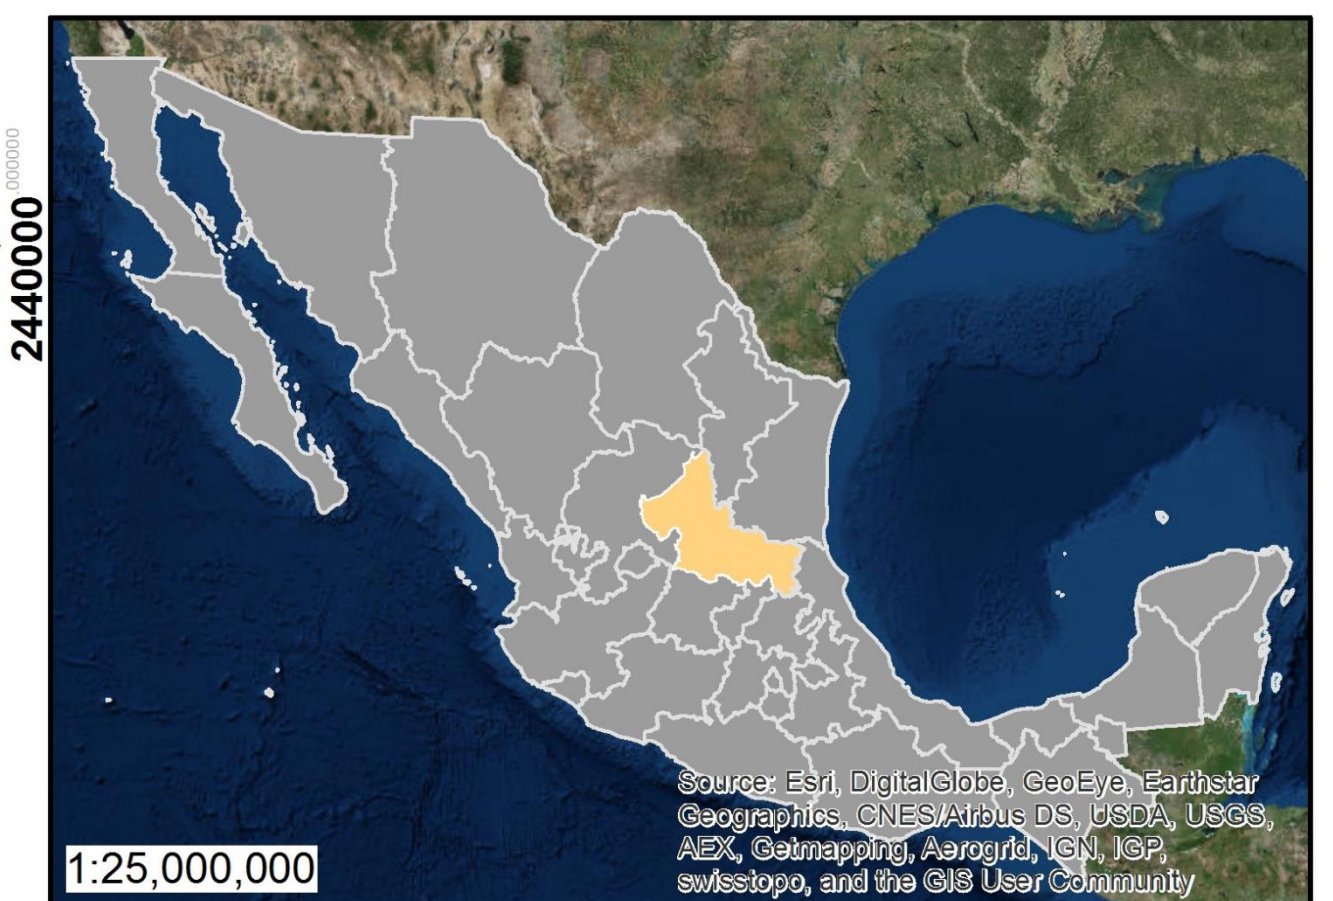 2440000.000000
1:25,000,000
Source: Esri, DigitalGlobe, GeoEye, Earthstar
Geographics, CNES/Airbus DS, USDA, USGS,
AEX, Getmapping, Aerogrid, IGN, IGP,
swisstopo, and the GIS User Community